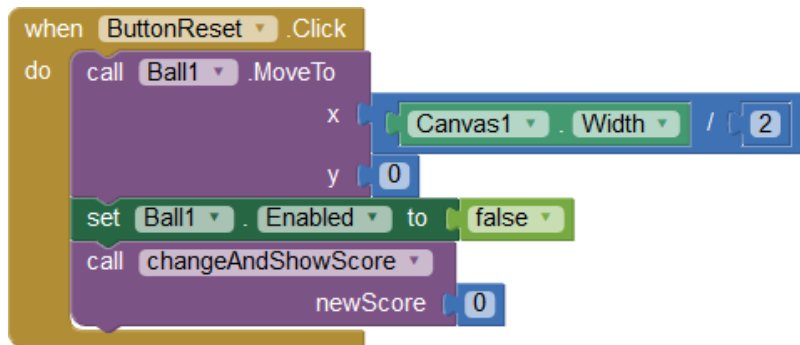 when ButtonReset .Click
do call Ball1 .MoveTo
x Canvas1 . Width / 2
y 0
set Ball1 . Enabled to false
call changeAndShowScore
newScore 0